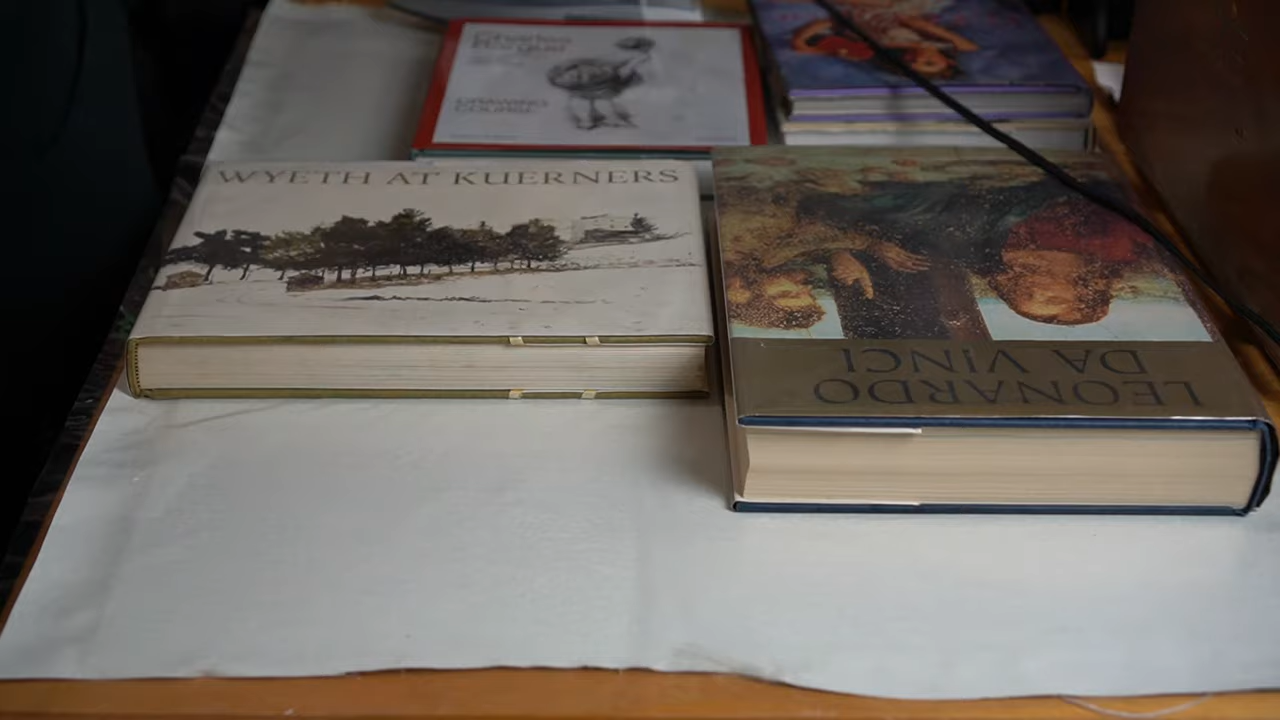 Charles
Bargue
DRAWING
COURSE
WYETH AT KUERNERS
LEONARDO
DA VINCI